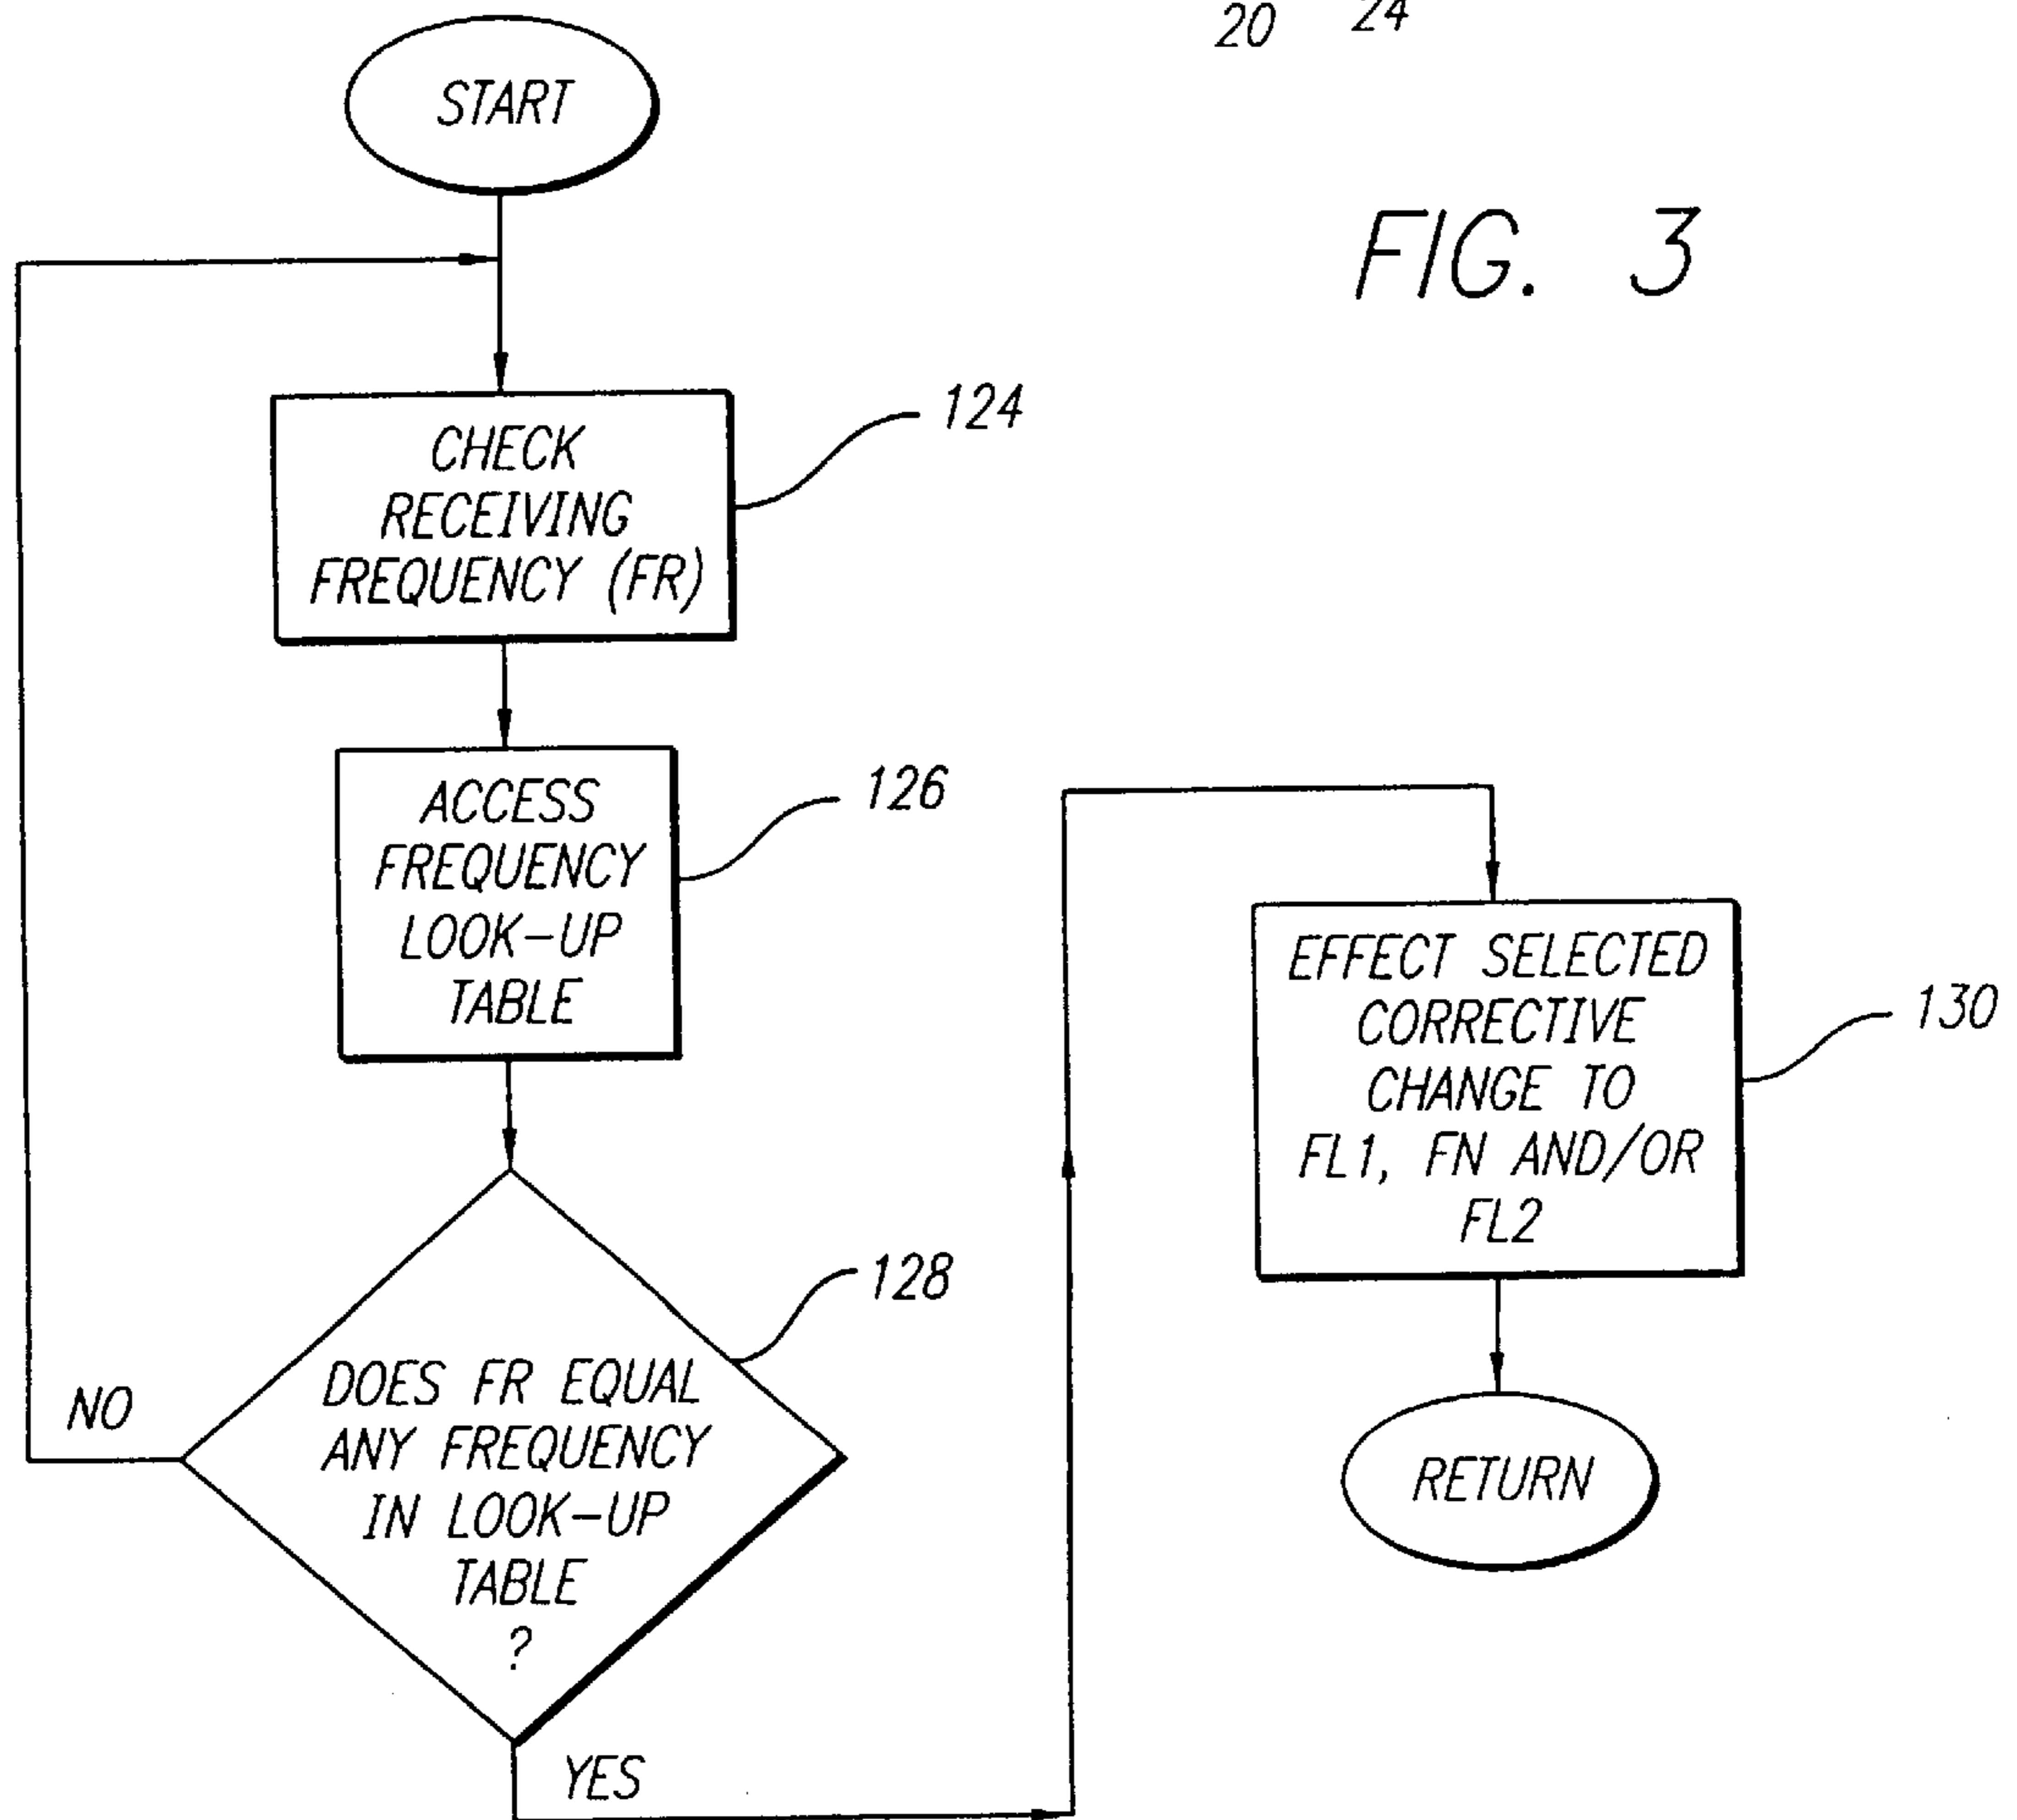 20 24
START
FIG. 3
CHECK
RECEIVING
FREQUENCY (FR)
124
ACCESS
FREQUENCY
LOOK-UP
TABLE
126
DOES FR EQUAL
ANY FREQUENCY
IN LOOK-UP
TABLE
?
128
NO
YES
EFFECT SELECTED
CORRECTIVE
CHANGE TO
FL1, FN AND/OR
FL2
130
RETURN